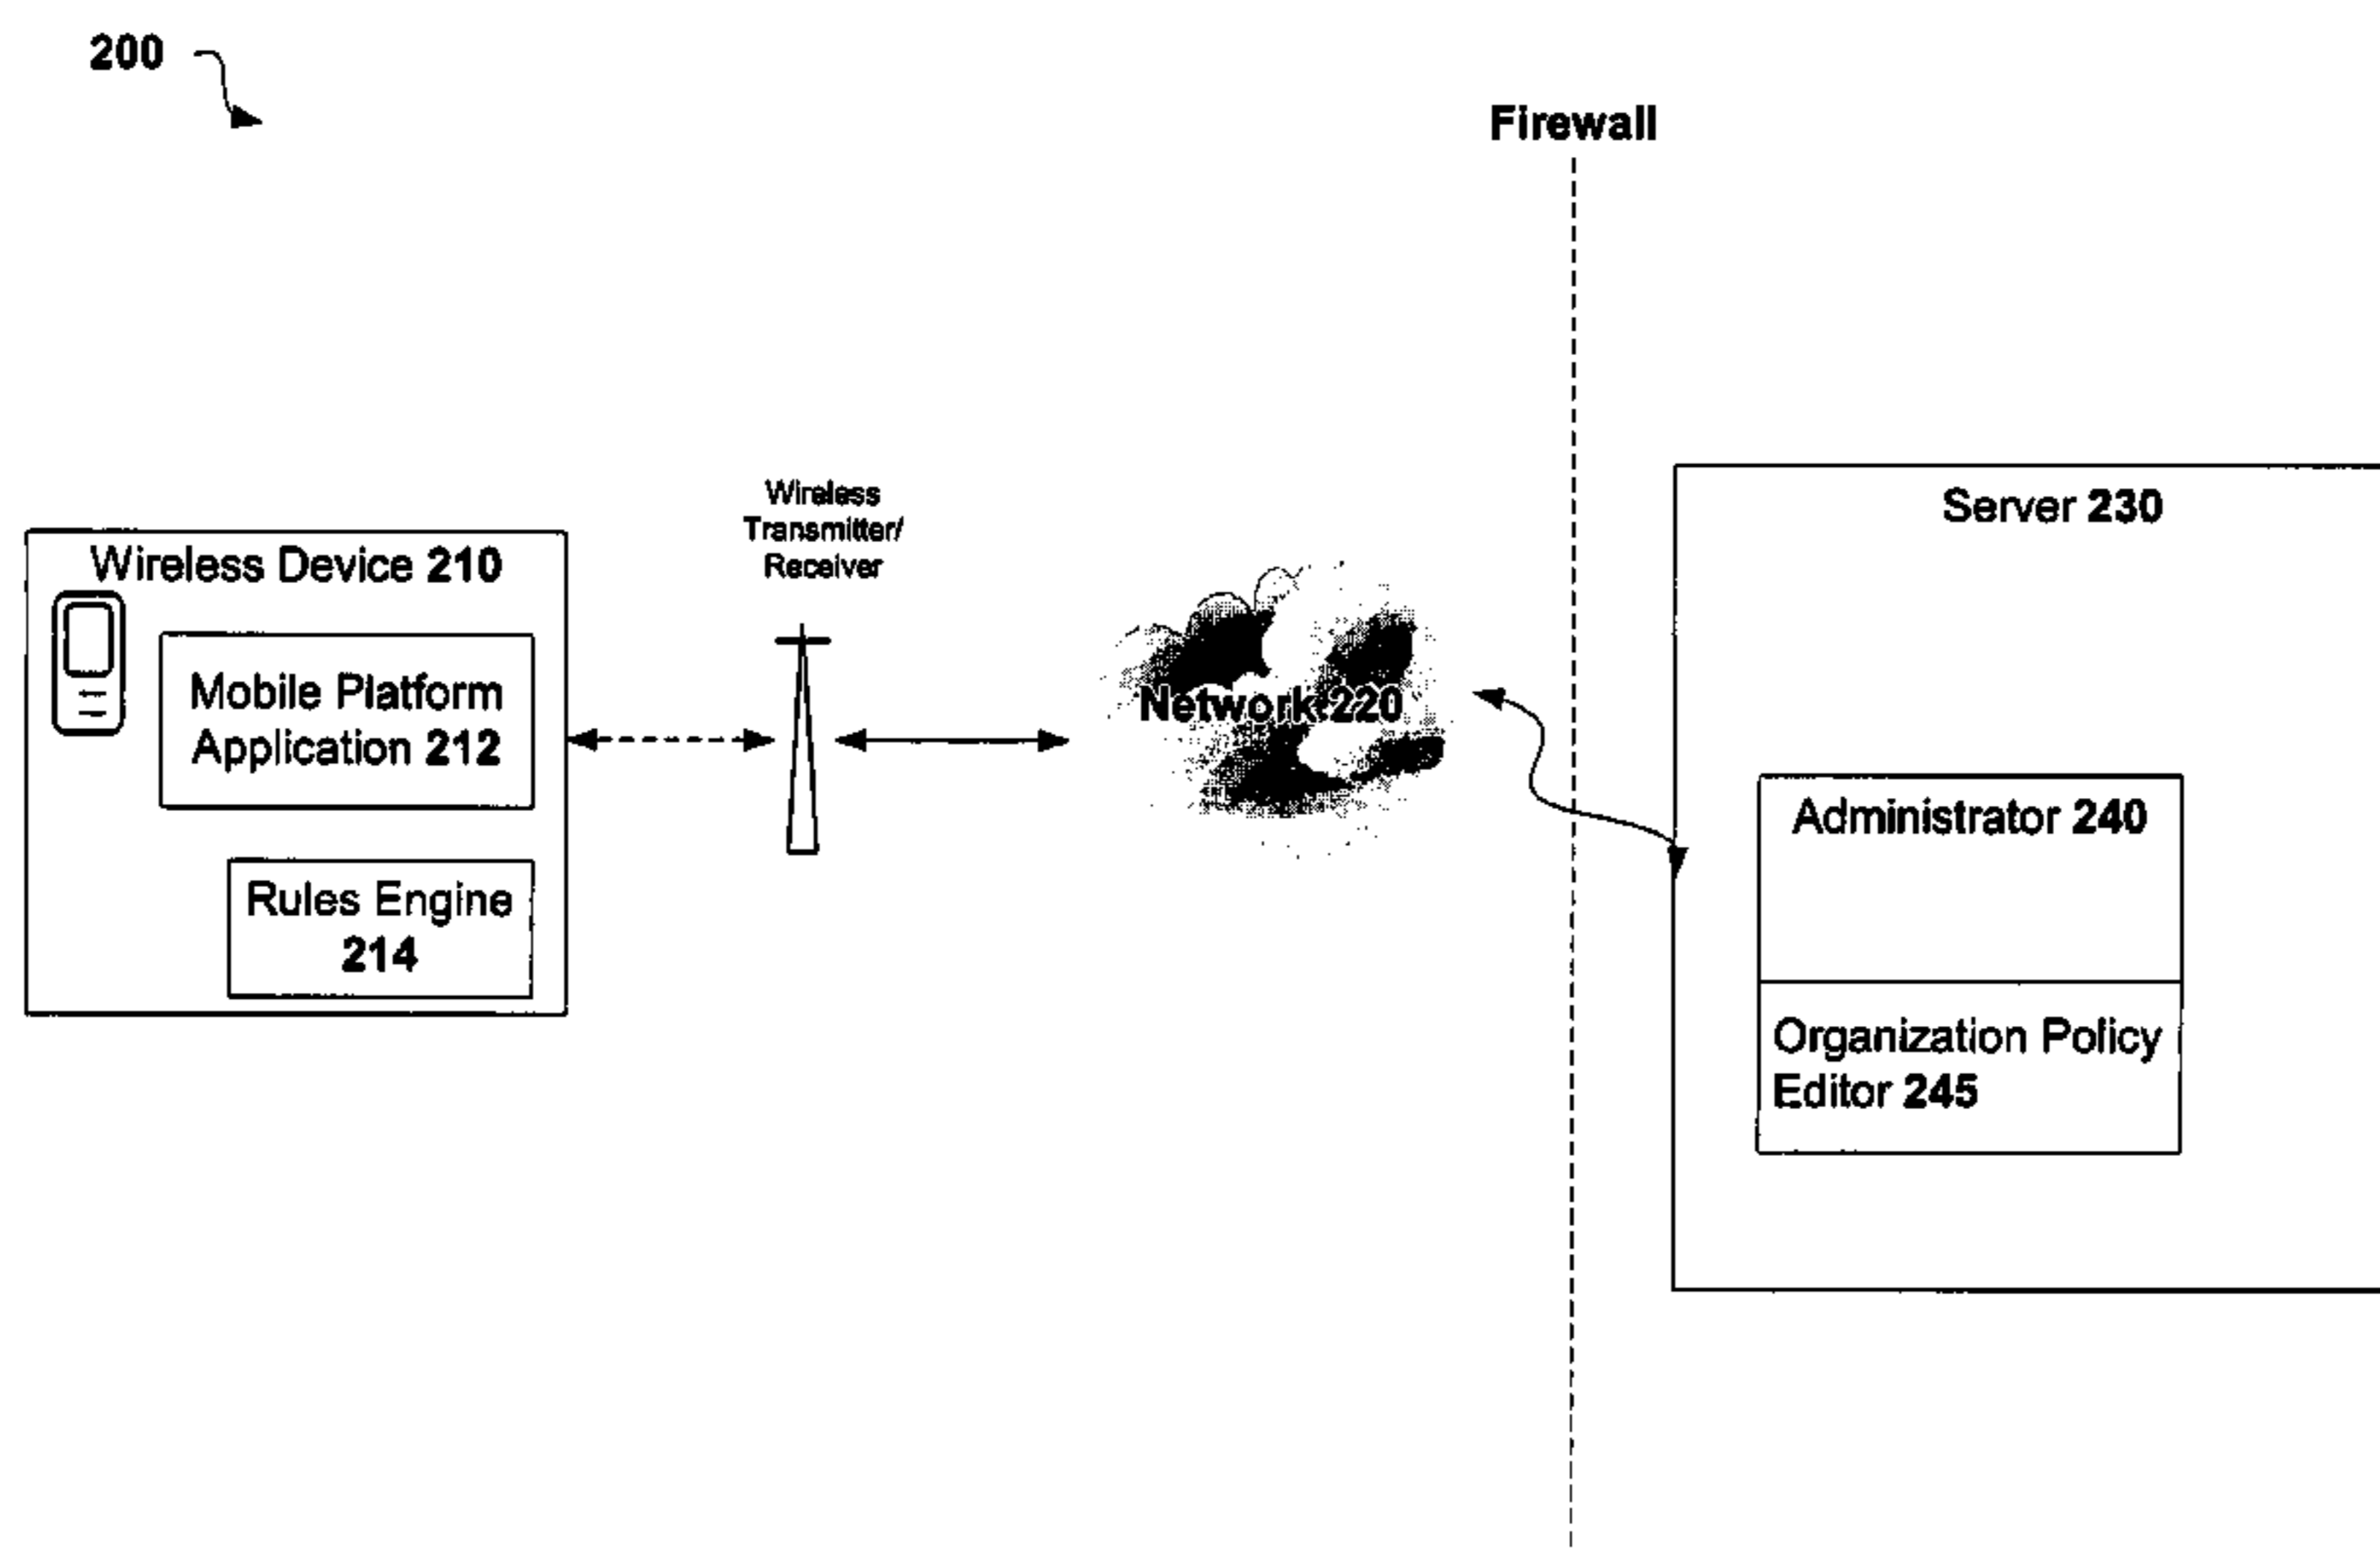 200
Firewall
Wireless
Transmitter/
Receiver
Server 230
Wireless Device 210
Mobile Platform
Application 212
Network 220
Administrator 240
Rules Engine
214
Organization Policy
Editor 245